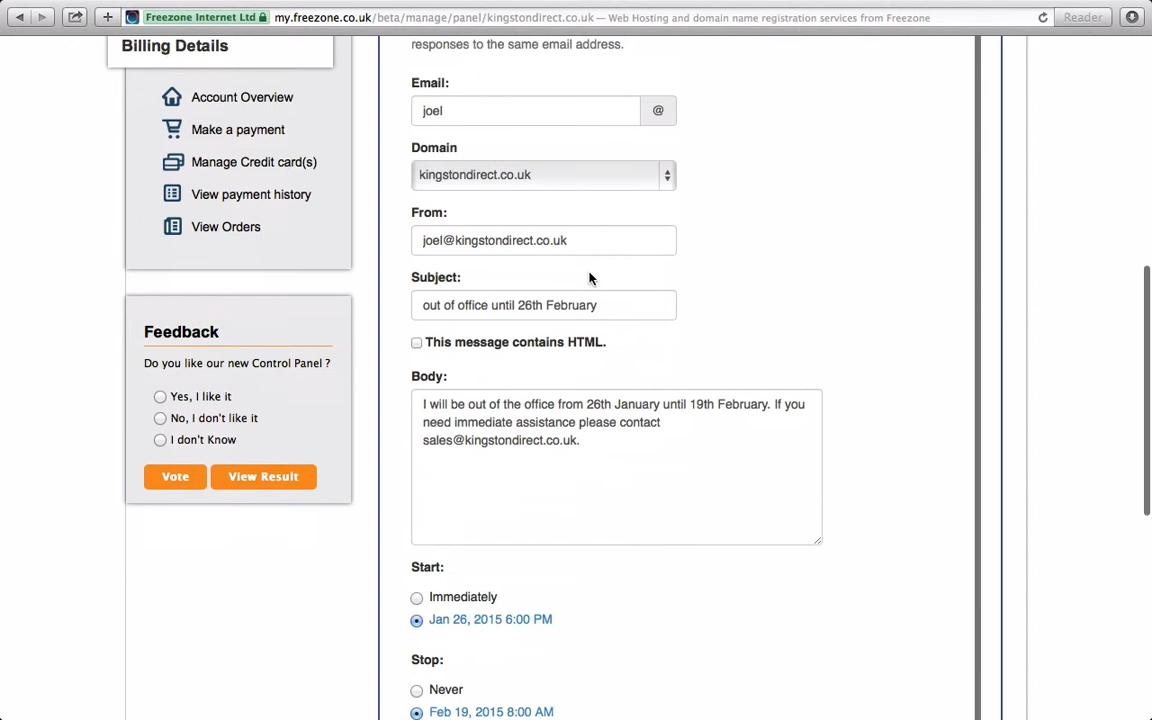 Freezone Internet Ltd my.freezone.co.uk/beta/manage/panel/kingstondirect.co.uk — Web Hosting and domain name registration services from Freezone Reader
Billing Details
Account Overview
Make a payment
Manage Credit card(s)
View payment history
View Orders
Feedback
Do you like our new Control Panel ?
Yes, I like it
No, I don't like it
I don't Know
Vote View Result
responses to the same email address.
Email:
joel @
Domain
kingstondirect.co.uk
From:
joel@kingstondirect.co.uk
Subject:
out of office until 26th February
This message contains HTML.
Body:
I will be out of the office from 26th January until 19th February. If you
need immediate assistance please contact
sales@kingstondirect.co.uk.
Start:
Immediately
Jan 26, 2015 6:00 PM
Stop:
Never
Feb 19, 2015 8:00 AM